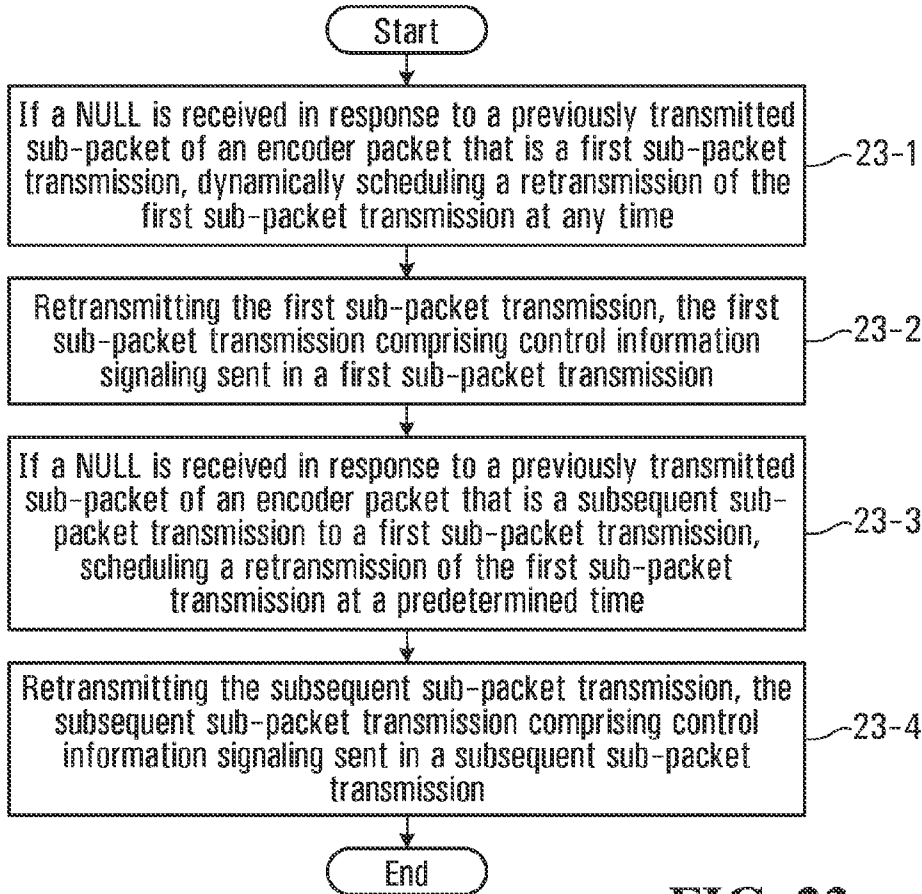 Start
If a NULL is received in response to a previously transmitted
sub-packet of an encoder packet that is a first sub-packet
transmission, dynamically scheduling a retransmission of the
first sub-packet transmission at any time
23-1
Retransmitting the first sub-packet transmission, the first
sub-packet transmission comprising control information
signaling sent in a first sub-packet transmission
23-2
If a NULL is received in response to a previously transmitted
sub-packet of an encoder packet that is a subsequent sub-
packet transmission to a first sub-packet transmission,
scheduling a retransmission of the first sub-packet
transmission at a predetermined time
23-3
Retransmitting the subsequent sub-packet transmission, the
subsequent sub-packet transmission comprising control
information signaling sent in a subsequent sub-packet
transmission
23-4
End